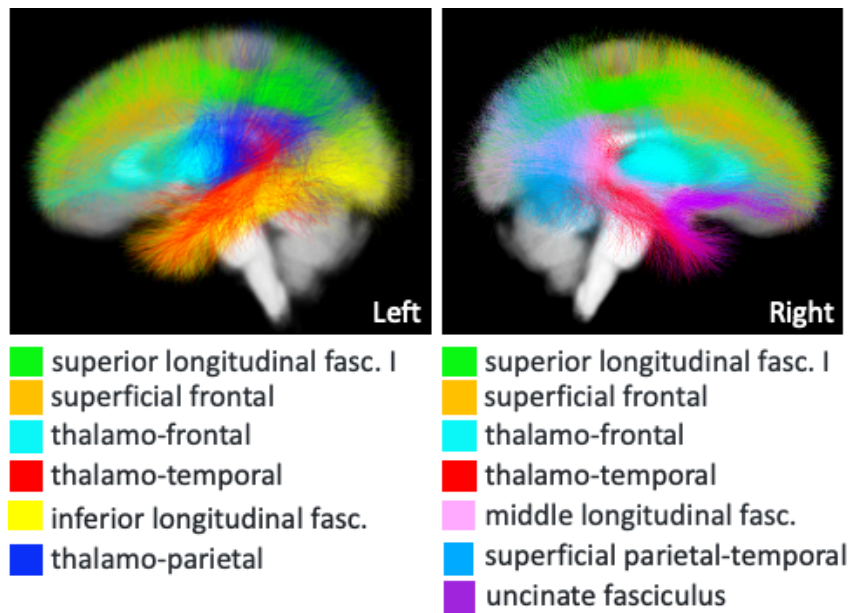 Left
superior longitudinal fasc. I
superficial frontal
thalamo-frontal
thalamo-temporal
inferior longitudinal fasc.
thalamo-parietal
Right
superior longitudinal fasc. I
superficial frontal
thalamo-frontal
thalamo-temporal
middle longitudinal fasc.
superficial parietal-temporal
uncinate fasciculus